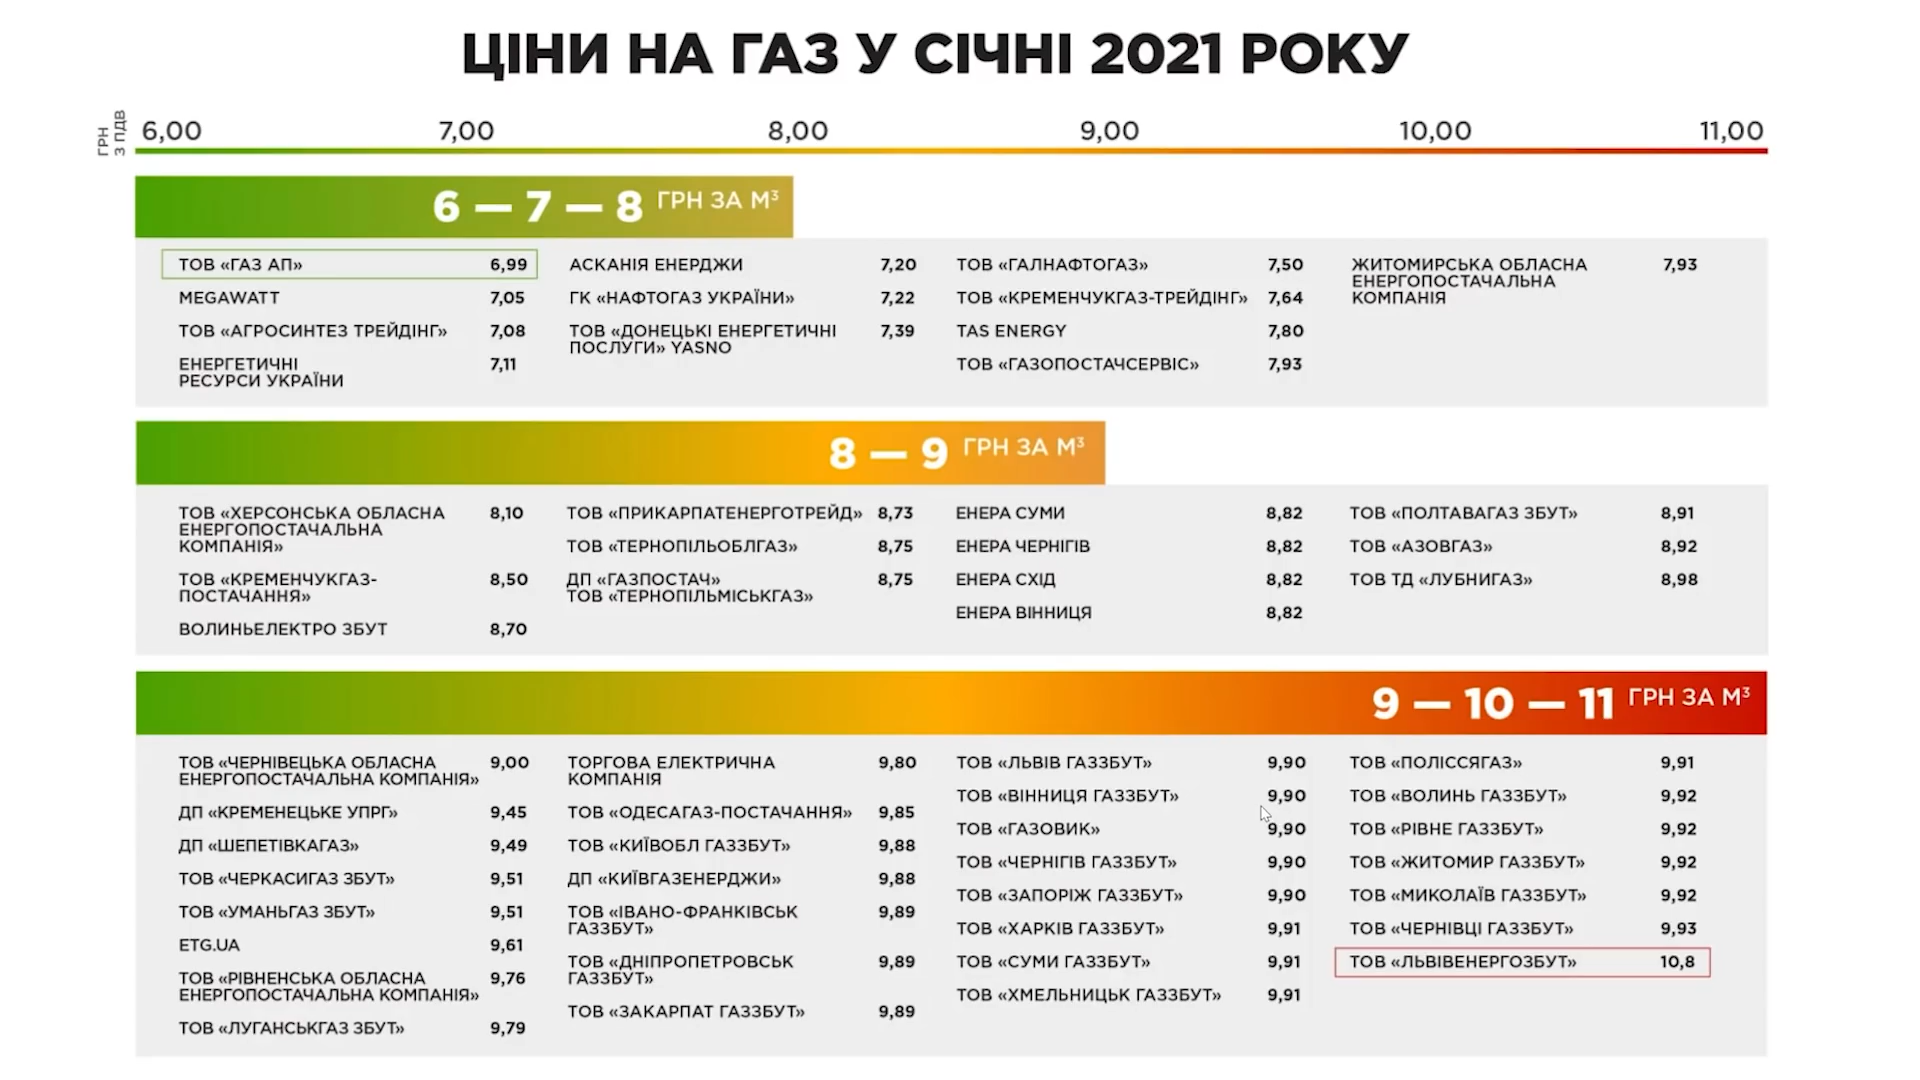 ЦІНИ НА ГАЗ У СІЧНІ 2021 РОКУ
ГРН
З ПДВ
6,00 7,00 8,00 9,00 10,00 11,00
6 — 7 — 8 ГРН ЗА М³
ТОВ «ГАЗ АП» 6,99
MEGAWATT 7,05
ТОВ «АГРОСИНТЕЗ ТРЕЙДІНГ» 7,08
ЕНЕРГЕТИЧНІ 7,11
РЕСУРСИ УКРАЇНИ
АСКАНІЯ ЕНЕРДЖИ 7,20
ГК «НАФТОГАЗ УКРАЇНИ» 7,22
ТОВ «ДОНЕЦЬКІ ЕНЕРГЕТИЧНІ 7,39
ПОСЛУГИ» YASNO
ТОВ «ГАЛНАФТОГАЗ» 7,50
ТОВ «КРЕМЕНЧУКГАЗ-ТРЕЙДІНГ» 7,64
TAS ENERGY 7,80
ТОВ «ГАЗОПОСТАЧСЕРВІС» 7,93
ЖИТОМИРСЬКА ОБЛАСНА 7,93
ЕНЕРГОПОСТАЧАЛЬНА
КОМПАНІЯ
8 — 9 ГРН ЗА М³
ТОВ «ХЕРСОНСЬКА ОБЛАСНА 8,10
ЕНЕРГОПОСТАЧАЛЬНА
КОМПАНІЯ»
ТОВ «КРЕМЕНЧУКГАЗ- 8,50
ПОСТАЧАННЯ»
ВОЛИНЬЕЛЕКТРО ЗБУТ 8,70
ТОВ «ПРИКАРПАТЕНЕРГОТРЕЙД» 8,73
ТОВ «ТЕРНОПІЛЬОБЛГАЗ» 8,75
ДП «ГАЗПОСТАЧ» 8,75
ТОВ «ТЕРНОПІЛЬМІСЬКГАЗ»
ЕНЕРА СУМИ 8,82
ЕНЕРА ЧЕРНІГІВ 8,82
ЕНЕРА СХІД 8,82
ЕНЕРА ВІННИЦЯ 8,82
ТОВ «ПОЛТАВАГАЗ ЗБУТ» 8,91
ТОВ «АЗОВГАЗ» 8,92
ТОВ ТД «ЛУБНИГАЗ» 8,98
9 — 10 — 11 ГРН ЗА М³
ТОВ «ЧЕРНІВЕЦЬКА ОБЛАСНА 9,00
ЕНЕРГОПОСТАЧАЛЬНА КОМПАНІЯ»
ДП «КРЕМЕНЕЦЬКЕ УПРГ» 9,45
ДП «ШЕПЕТІВКАГАЗ» 9,49
ТОВ «ЧЕРКАСИГАЗ ЗБУТ» 9,51
ТОВ «УМАНЬГАЗ ЗБУТ» 9,51
ETG.UA 9,61
ТОВ «РІВНЕНСЬКА ОБЛАСНА 9,76
ЕНЕРГОПОСТАЧАЛЬНА КОМПАНІЯ»
ТОВ «ЛУГАНСЬКГАЗ ЗБУТ» 9,79
ТОРГОВА ЕЛЕКТРИЧНА 9,80
КОМПАНІЯ
ТОВ «ОДЕСАГАЗ-ПОСТАЧАННЯ» 9,85
ТОВ «КИЇВОБЛ ГАЗЗБУТ» 9,88
ДП «КИЇВГАЗЕНЕРДЖИ» 9,88
ТОВ «ІВАНО-ФРАНКІВСЬК 9,89
ГАЗЗБУТ»
ТОВ «ДНІПРОПЕТРОВСЬК 9,89
ГАЗЗБУТ»
ТОВ «ЗАКАРПАТ ГАЗЗБУТ» 9,89
ТОВ «ЛЬВІВ ГАЗЗБУТ» 9,90
ТОВ «ВІННИЦЯ ГАЗЗБУТ» 9,90
ТОВ «ГАЗОВИК» 9,90
ТОВ «ЧЕРНІГІВ ГАЗЗБУТ» 9,90
ТОВ «ЗАПОРІЖ ГАЗЗБУТ» 9,90
ТОВ «ХАРКІВ ГАЗЗБУТ» 9,91
ТОВ «СУМИ ГАЗЗБУТ» 9,91
ТОВ «ХМЕЛЬНИЦЬК ГАЗЗБУТ» 9,91
ТОВ «ПОЛІССЯГАЗ» 9,91
ТОВ «ВОЛИНЬ ГАЗЗБУТ» 9,92
ТОВ «РІВНЕ ГАЗЗБУТ» 9,92
ТОВ «ЖИТОМИР ГАЗЗБУТ» 9,92
ТОВ «МИКОЛАЇВ ГАЗЗБУТ» 9,92
ТОВ «ЧЕРНІВЦІ ГАЗЗБУТ» 9,93
ТОВ «ЛЬВІВЕНЕРГОЗБУТ» 10,8